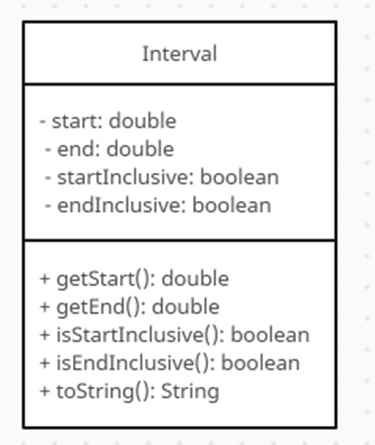 Interval
- start: double
- end: double
- startInclusive: boolean
- endInclusive: boolean
+ getStart(): double
+ getEnd(): double
+ isStartInclusive(): boolean
+ isEndInclusive(): boolean
+ toString(): String